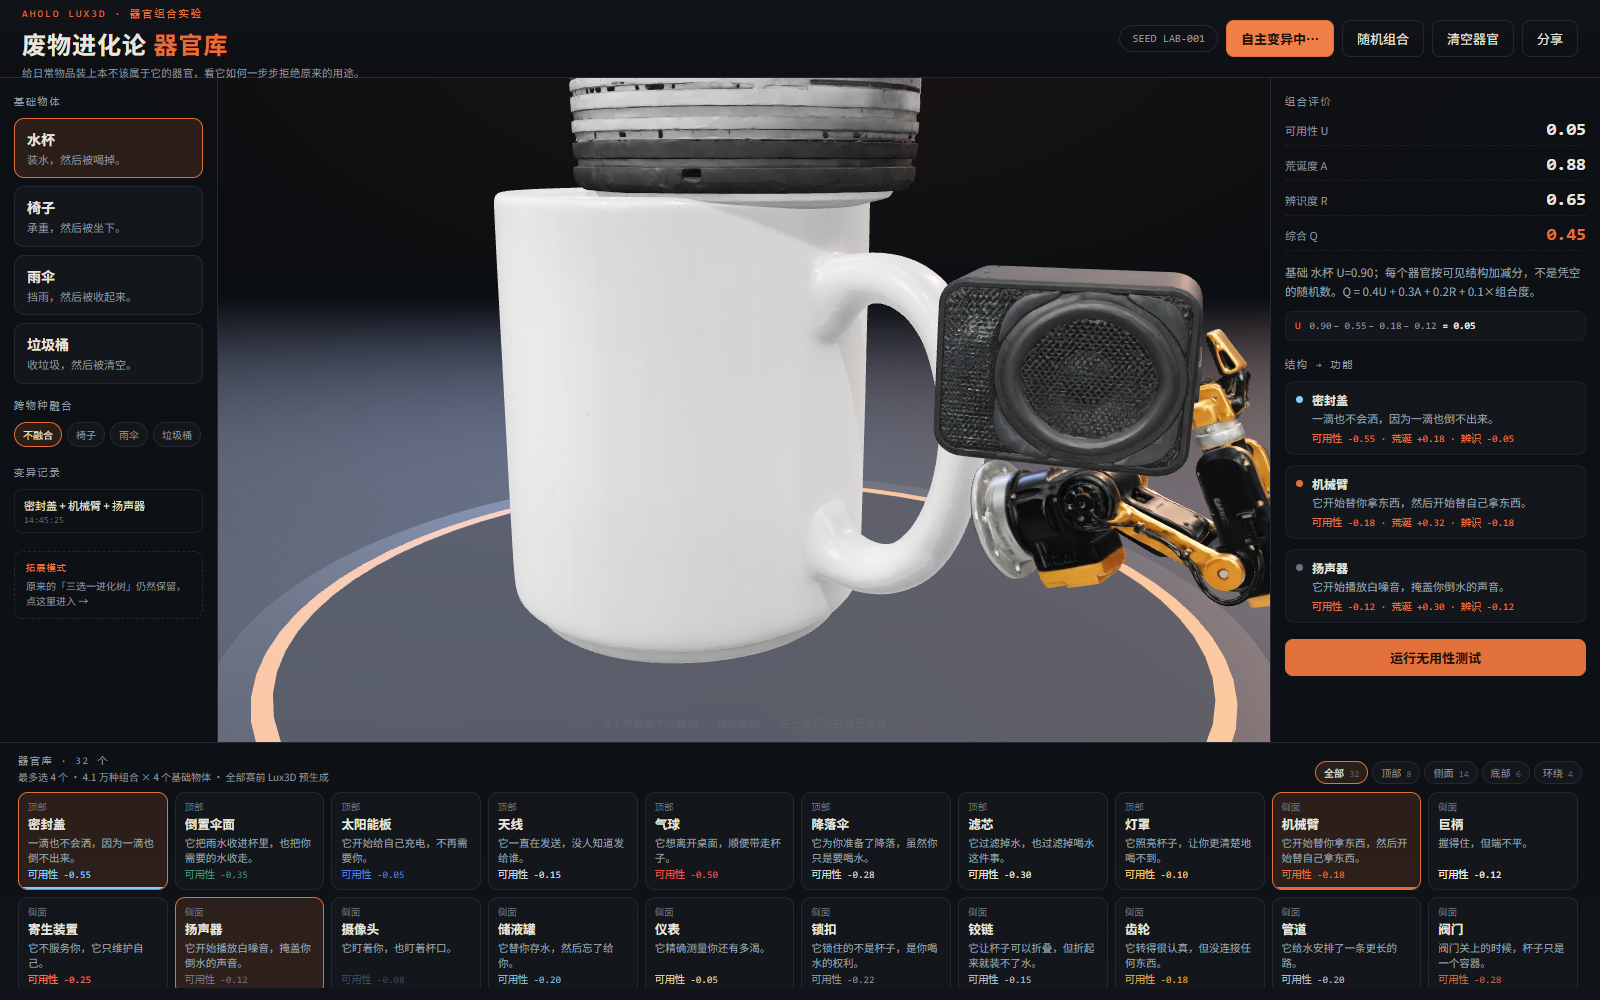 AHOLO LUX3D · 器官组合实验
废物进化论 器官库
给日常物品装上本不该属于它的器官，看它如何一步步拒绝原来的用途。
SEED LAB-001
自主变异中···
随机组合
清空器官
分享
基础物体
水杯
装水，然后被喝掉。
椅子
承重，然后被坐下。
雨伞
挡雨，然后被收起来。
垃圾桶
收垃圾，然后被清空。
跨物种融合
不融合
椅子
雨伞
垃圾桶
变异记录
密封盖+机械臂+扬声器
14:45:25
拓展模式
原来的「三选一进化树」仍然保留，
点这里进入 →
组合评价
可用性 U 0.05
荒诞度 A 0.88
辨识度 R 0.65
综合 Q 0.45
基础 水杯 U=0.90；每个器官按可见结构加减分，不是凭空
的随机数。Q = 0.4U + 0.3A + 0.2R + 0.1×组合度。
U 0.90 − 0.55 − 0.18 − 0.12 = 0.05
结构 → 功能
密封盖
一滴也不会洒，因为一滴也倒不出来。
可用性 -0.55 · 荒诞 +0.18 · 辨识 -0.05
机械臂
它开始替你拿东西，然后开始替自己拿东西。
可用性 -0.18 · 荒诞 +0.32 · 辨识 -0.18
扬声器
它开始播放白噪音，掩盖你倒水的声音。
可用性 -0.12 · 荒诞 +0.30 · 辨识 -0.12
运行无用性测试
器官库 · 32 个
最多选 4 个 · 4.1 万种组合 × 4 个基础物体 · 全部赛前 Lux3D 预生成
全部 32
顶部 8
侧面 14
底部 6
环绕 4
顶部
密封盖
一滴也不会洒，因为一滴也
倒不出来。
可用性 -0.55
顶部
倒置伞面
它把雨水收进杯里，也把你
需要的水收走。
可用性 -0.35
顶部
太阳能板
它开始给自己充电，不再需
要你。
可用性 -0.05
顶部
天线
它一直在发送，没人知道发
给谁。
可用性 -0.15
顶部
气球
它想离开桌面，顺便带走杯
子。
可用性 -0.50
顶部
降落伞
它为你准备了降落，虽然你
只是要喝水。
可用性 -0.28
顶部
滤芯
它过滤掉水，也过滤掉喝水
这件事。
可用性 -0.30
顶部
灯罩
它照亮杯子，让你更清楚地
喝不到。
可用性 -0.10
侧面
机械臂
它开始替你拿东西，然后开
始替自己拿东西。
可用性 -0.18
侧面
巨柄
握得住，但端不平。
可用性 -0.12
侧面
寄生装置
它不服务你，它只维护自
己。
可用性 -0.25
侧面
扬声器
它开始播放白噪音，掩盖你
倒水的声音。
可用性 -0.12
侧面
摄像头
它盯着你，也盯着杯口。
可用性 -0.08
侧面
储液罐
它替你存水，然后忘了给
你。
可用性 -0.20
侧面
仪表
它精确测量你还有多渴。
可用性 -0.05
侧面
锁扣
它锁住的不是杯子，是你喝
水的权利。
可用性 -0.22
侧面
铰链
它让杯子可以折叠，但折起
来就装不了水。
可用性 -0.15
侧面
齿轮
它转得很认真，但没连接任
何东西。
可用性 -0.18
侧面
管道
它给水安排了一条更长的
路。
可用性 -0.20
侧面
阀门
阀门关上的时候，杯子只是
一个容器。
可用性 -0.28